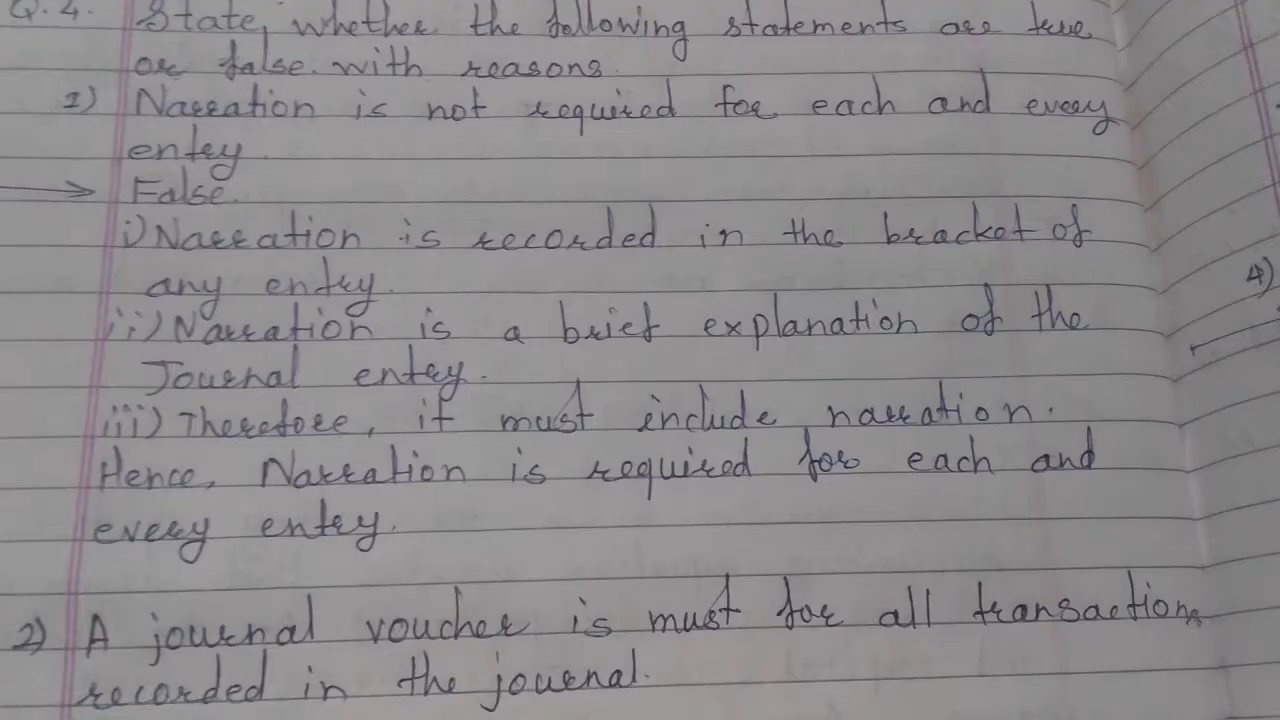 Q.4. State, whether the following statements are true
or false with reasons.
1) Narration is not required for each and every
entry.
False.
i) Narration is recorded in the bracket of
any entry.
ii) Narration is a brief explanation of the
Journal entry.
iii) Therefore, it must include narration.
Hence, Narration is required for each and
every entry.
2) A journal voucher is must for all transactions
recorded in the journal.
4)